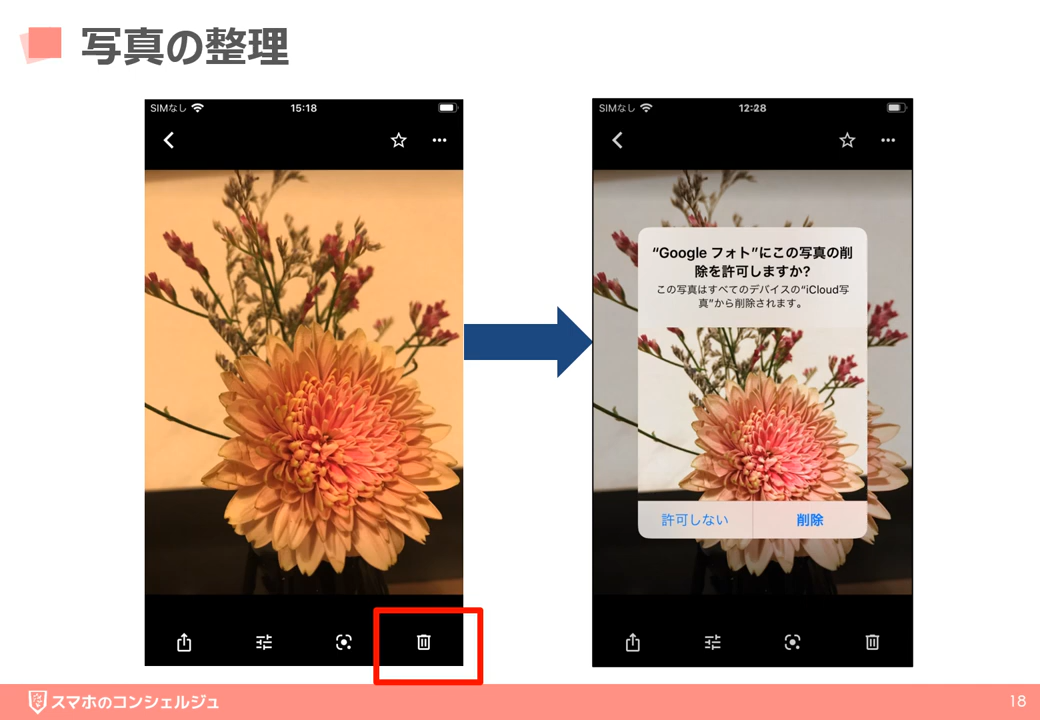 写真の整理
SIMなし
15:18
SIMなし
12:28
“Google フォト”にこの写真の削
除を許可しますか?
この写真はすべてのデバイスの“iCloud写
真”から削除されます。
許可しない
削除
スマホのコンシェルジュ
18